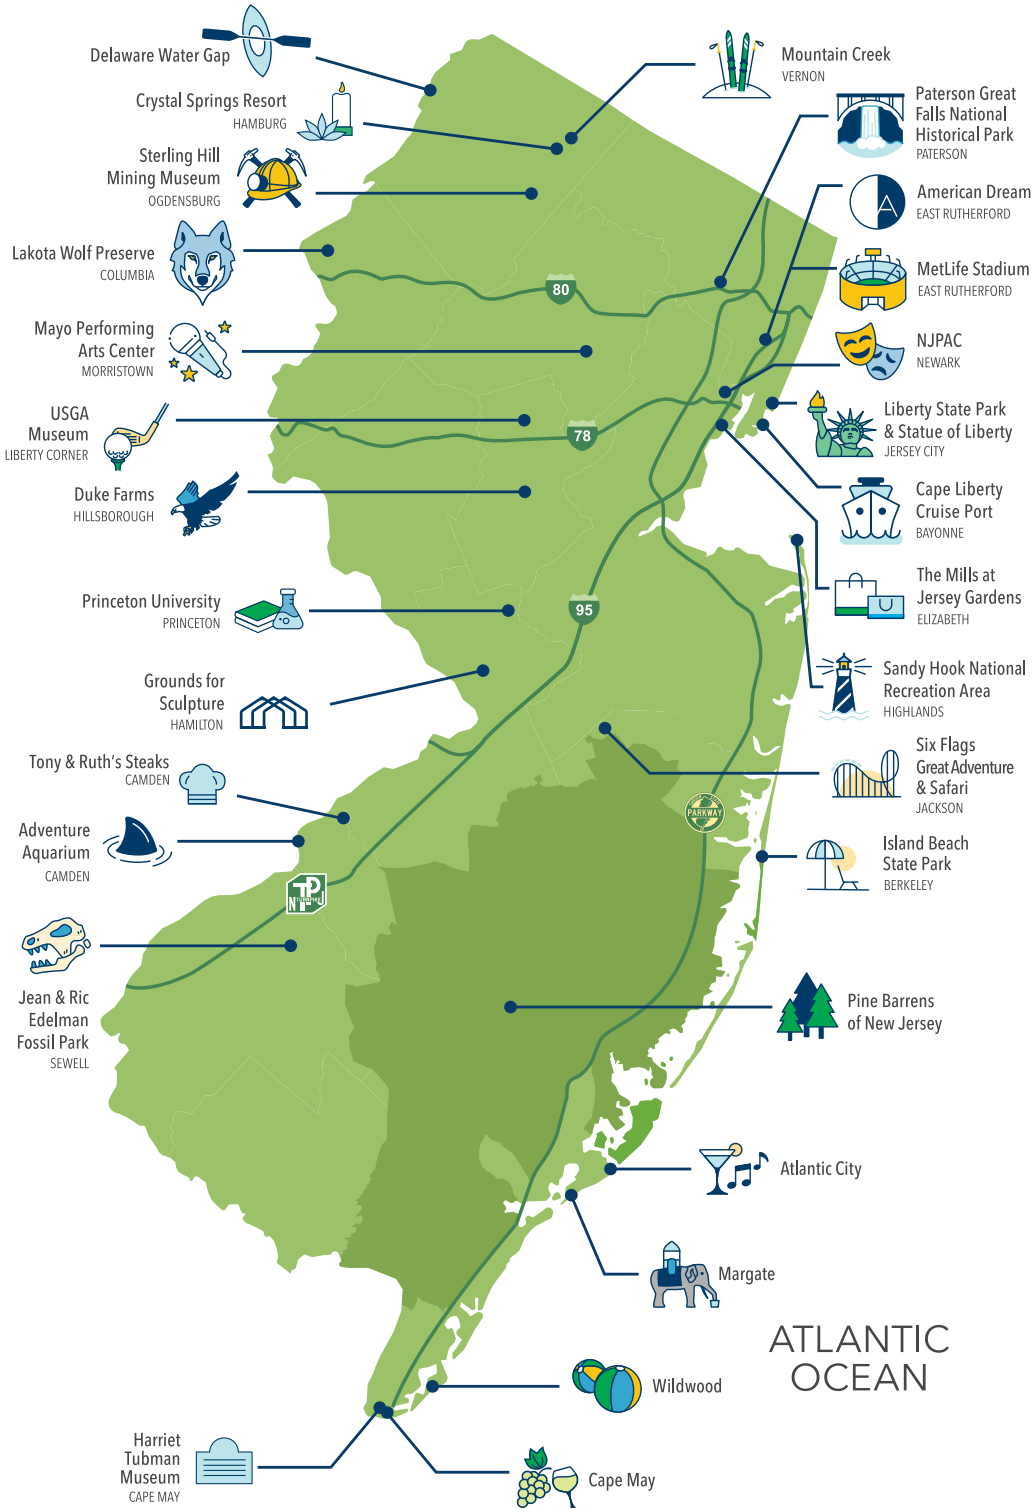 Delaware Water Gap
Crystal Springs Resort
HAMBURG
Sterling Hill
Mining Museum
OGDENSBURG
Lakota Wolf Preserve
COLUMBIA
Mayo Performing
Arts Center
MORRISTOWN
USGA
Museum
LIBERTY CORNER
Duke Farms
HILLSBOROUGH
Princeton University
PRINCETON
Grounds for
Sculpture
HAMILTON
Tony & Ruth's Steaks
CAMDEN
Adventure
Aquarium
CAMDEN
Jean & Ric
Edelman
Fossil Park
SEWELL
Harriet
Tubman
Museum
CAPE MAY
80
78
95
NTPJ
TURNPIKE
PARKWAY
Mountain Creek
VERNON
Paterson Great
Falls National
Historical Park
PATERSON
A
American Dream
EAST RUTHERFORD
MetLife Stadium
EAST RUTHERFORD
NJPAC
NEWARK
Liberty State Park
& Statue of Liberty
JERSEY CITY
Cape Liberty
Cruise Port
BAYONNE
The Mills at
Jersey Gardens
ELIZABETH
Sandy Hook National
Recreation Area
HIGHLANDS
Six Flags
Great Adventure
& Safari
JACKSON
Island Beach
State Park
BERKELEY
Pine Barrens
of New Jersey
Atlantic City
Margate
ATLANTIC
OCEAN
Wildwood
Cape May